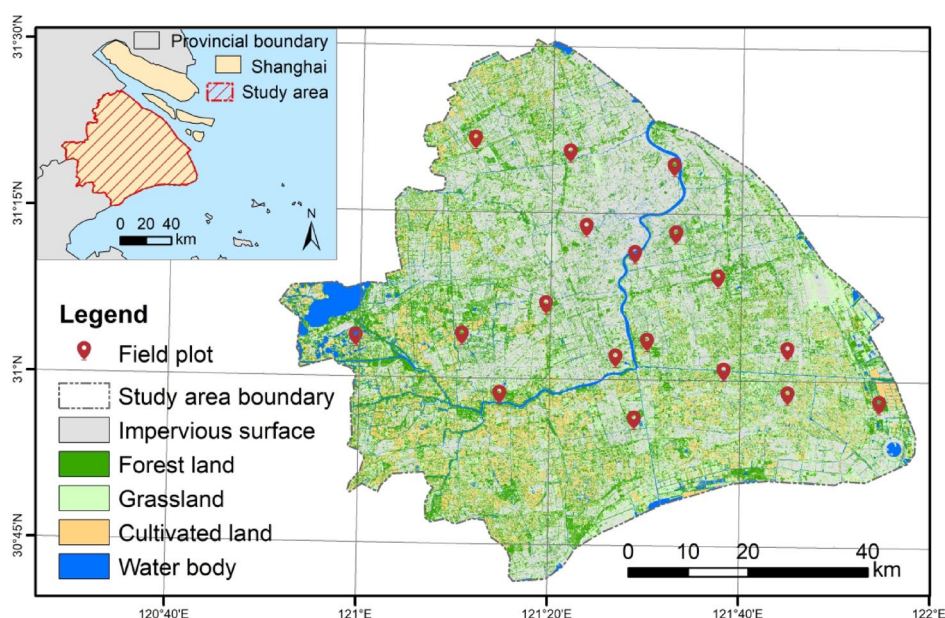 Provincial boundary
Shanghai
Study area
0 20 40
km
N
Legend
Field plot
Study area boundary
Impervious surface
Forest land
Grassland
Cultivated land
Water body
0 10 20 40
km
31°30'N
31°15'N
31°N
30°45'N
120°40'E
121°E
121°20'E
121°40'E
122°E